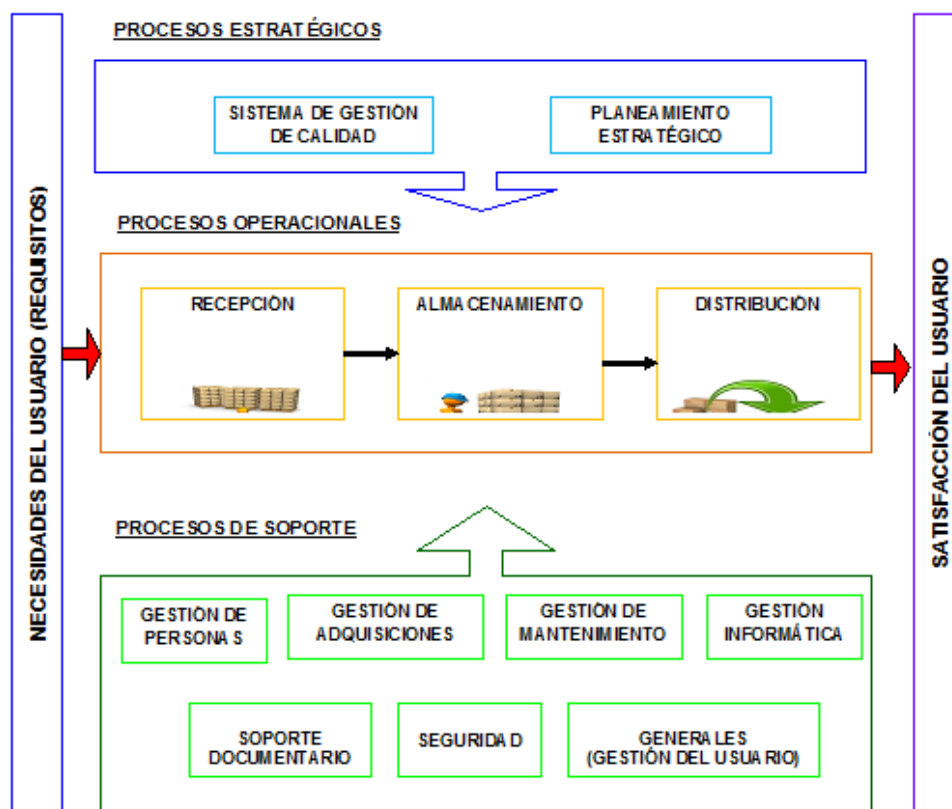 PROCESOS ESTRATÉGICOS
SISTEMA DE GESTIÓN
DE CALIDAD
PLANEAMIENTO
ESTRATÉGICO
NECESIDADES DEL USUARIO (REQUISITOS)
PROCESOS OPERACIONALES
RECEPCIÓN
ALMACENAMIENTO
DISTRIBUCIÓN
SATISFACCIÓN DEL USUARIO
PROCESOS DE SOPORTE
GESTIÓN DE
PERSONAS
GESTIÓN DE
ADQUISICIONES
GESTIÓN DE
MANTENIMIENTO
GESTIÓN
INFORMÁTICA
SOPORTE
DOCUMENTARIO
SEGURIDAD
GENERALES
(GESTIÓN DEL USUARIO)